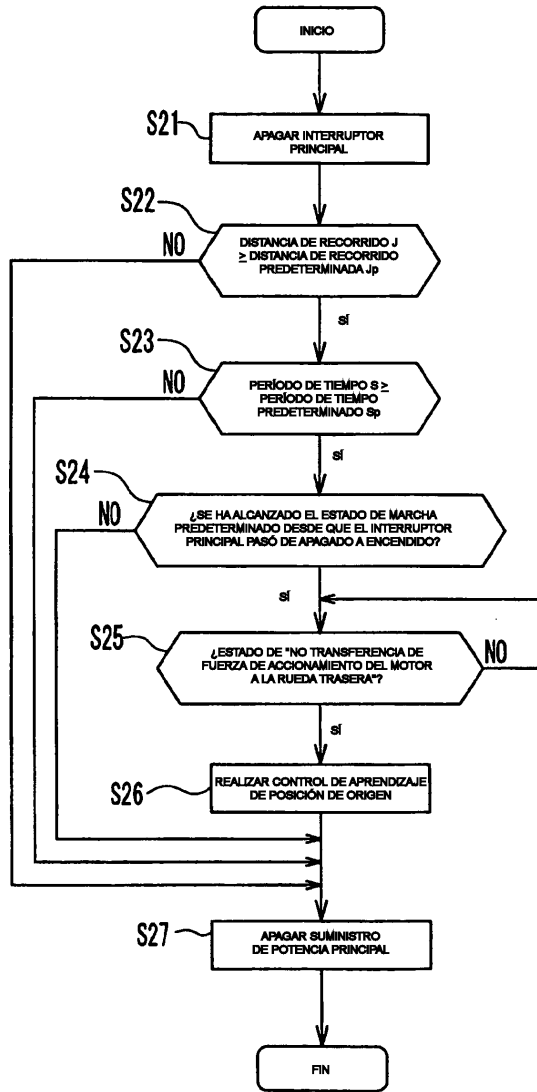 INICIO
S21
APAGAR INTERRUPTOR
PRINCIPAL
S22
NO
DISTANCIA DE RECORRIDO J
≥ DISTANCIA DE RECORRIDO
PREDETERMINADA Jp
SÍ
S23
NO
PERÍODO DE TIEMPO S ≥
PERÍODO DE TIEMPO
PREDETERMINADO Sp
SÍ
S24
NO
¿SE HA ALCANZADO EL ESTADO DE MARCHA
PREDETERMINADO DESDE QUE EL INTERRUPTOR
PRINCIPAL PASÓ DE APAGADO A ENCENDIDO?
SÍ
S25
¿ESTADO DE "NO TRANSFERENCIA DE
FUERZA DE ACCIONAMIENTO DEL MOTOR
A LA RUEDA TRASERA"?
NO
SÍ
S26
REALIZAR CONTROL DE APRENDIZAJE
DE POSICIÓN DE ORIGEN
S27
APAGAR SUMINISTRO
DE POTENCIA PRINCIPAL
FIN